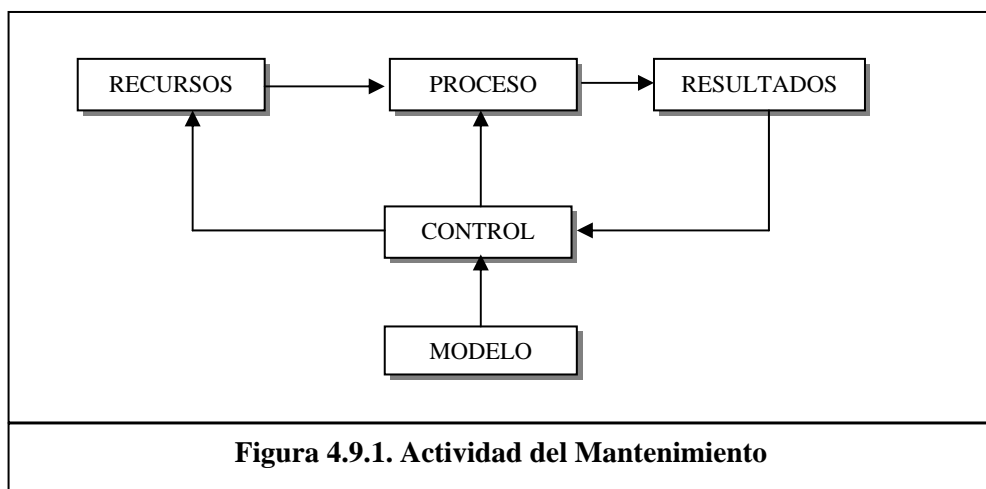 RECURSOS
PROCESO
RESULTADOS
CONTROL
MODELO
Figura 4.9.1. Actividad del Mantenimiento